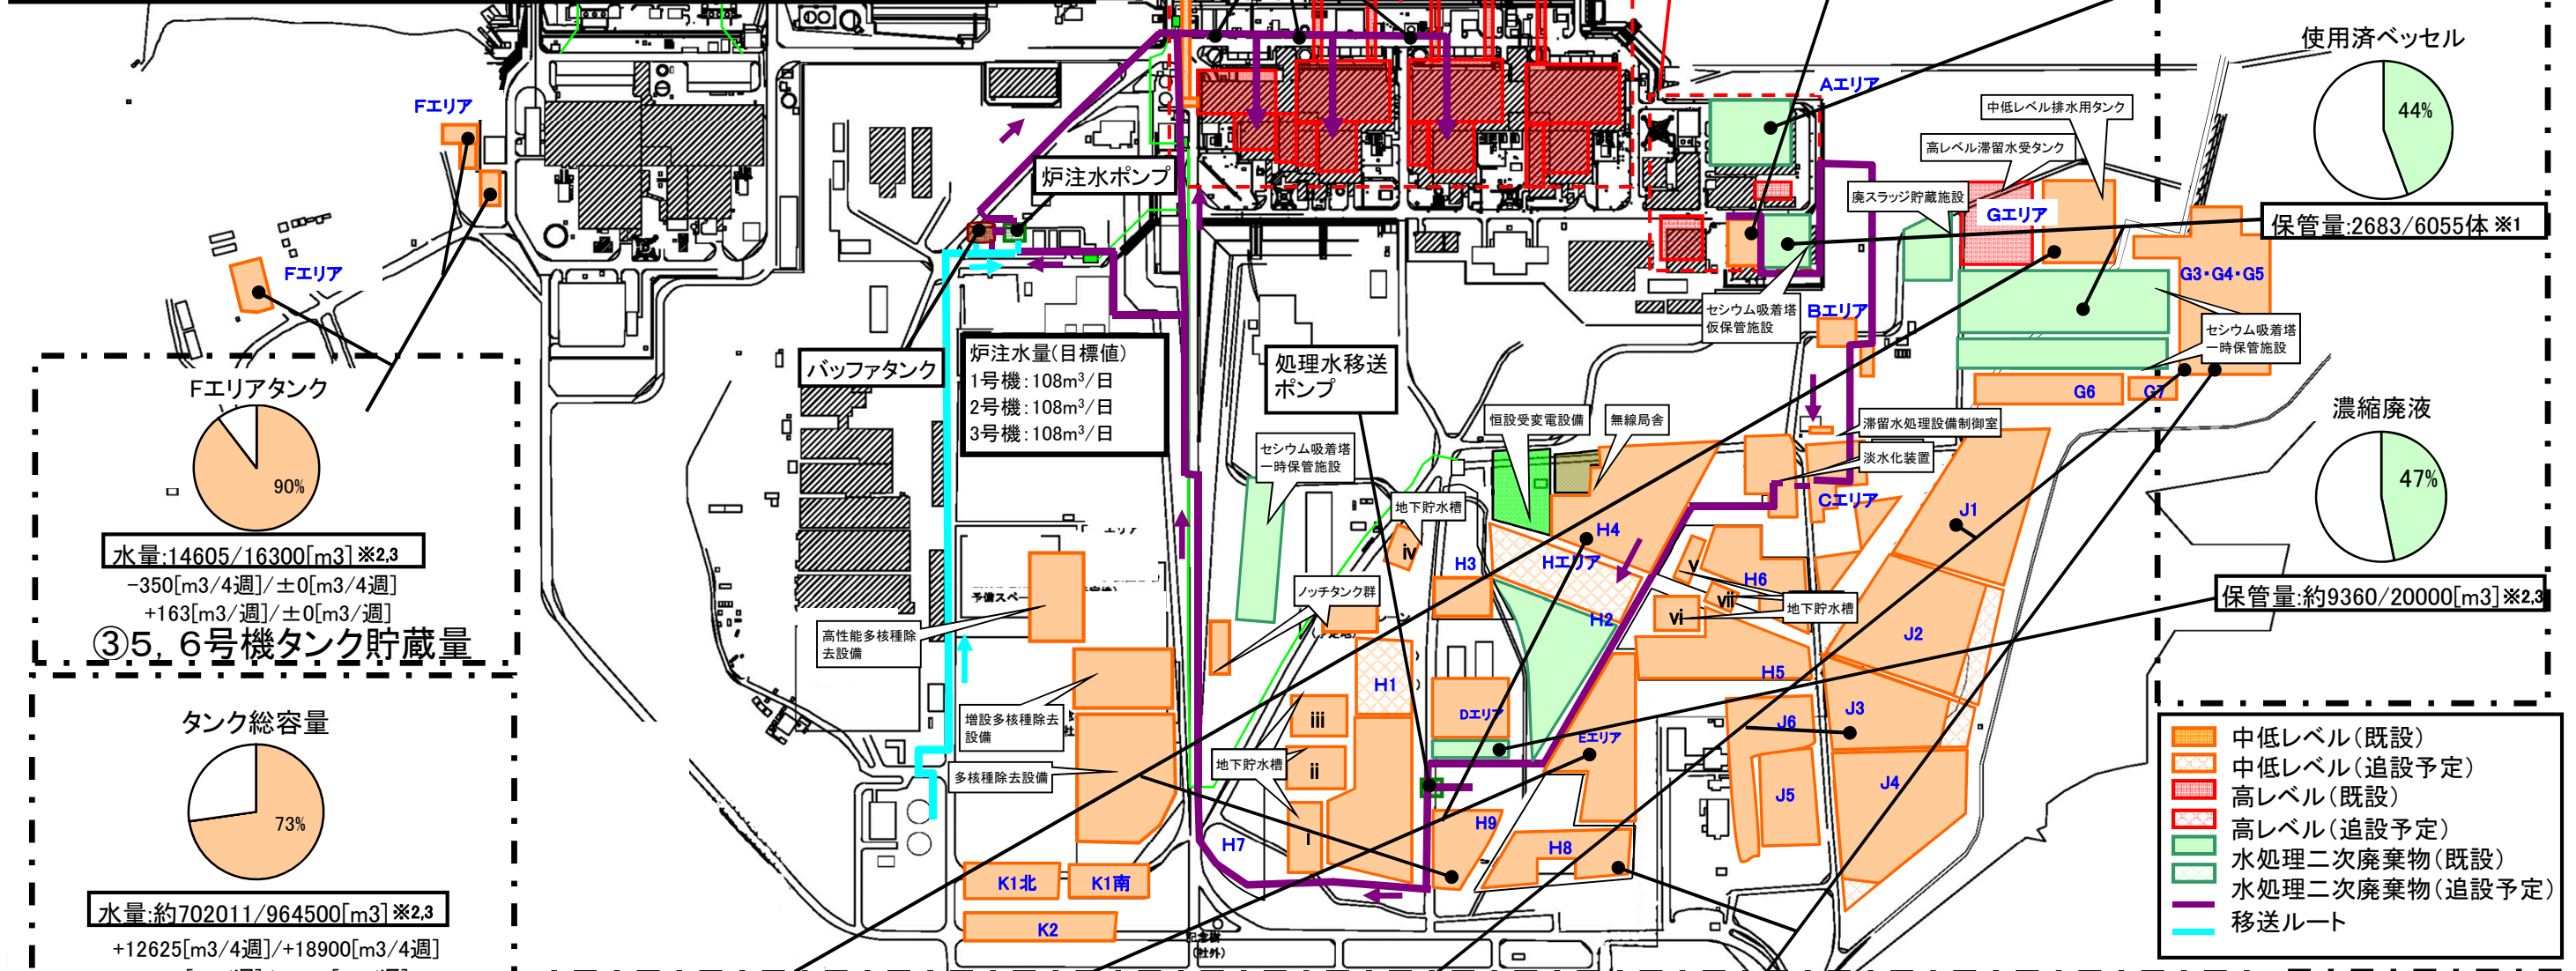 使用済ベッセル
44%
保管量:2683/6055体 ※1
Aエリア
中低レベル排水用タンク
高レベル滞留水受タンク
廃スラッジ貯蔵施設
Gエリア
G3・G4・G5
Fエリア
Fエリア
炉注水ポンプ
セシウム吸着塔
仮保管施設
Bエリア
セシウム吸着塔
一時保管施設
G6
G7
バッファタンク
炉注水量(目標値)
1号機：108m³/日
2号機：108m³/日
3号機：108m³/日
処理水移送
ポンプ
恒設受変電設備
無線局舎
滞留水処理設備制御室
淡水化装置
Cエリア
セシウム吸着塔
一時保管施設
地下貯水槽
Fエリアタンク
90%
水量:14605/16300[m3]※2,3
−350[m3/4週]/±0[m3/4週]
+163[m3/週]/±0[m3/週]
③5，6号機タンク貯蔵量
濃縮廃液
47%
保管量:約9360/20000[m3]※2,3
iv
H3
H4
Hエリア
H2
v
H6
vii
vi
地下貯水槽
H5
J1
J2
J3
J6
J5
J4
ノッチタンク群
予備スペー
高性能多核種除
去設備
増設多核種除去
設備
多核種除去設備
地下貯水槽
iii
ii
i
H1
Dエリア
Eエリア
H7
H9
H8
K1北
K1南
K2
記念樹
(社外)
タンク総容量
73%
水量:約702011/964500[m3]※2,3
+12625[m3/4週]/+18900[m3/4週]
中低レベル(既設)
中低レベル(追設予定)
高レベル(既設)
高レベル(追設予定)
水処理二次廃棄物(既設)
水処理二次廃棄物(追設予定)
移送ルート